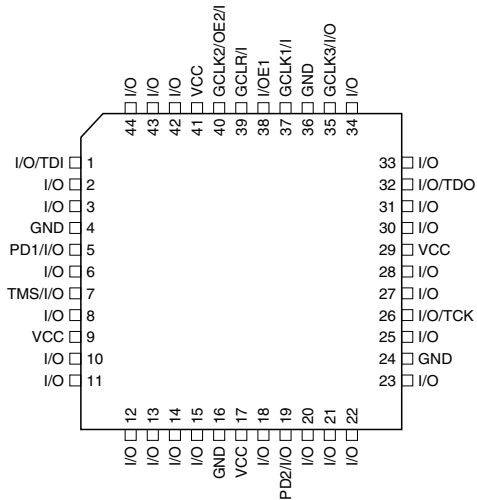 I/O I/O I/O VCC GCLK2/OE2/I GCLR/I I/OE1 GCLK1/I GND GCLK3/I/O I/O
44 43 42 41 40 39 38 37 36 35 34
I/O/TDI 1 33 I/O
I/O 2 32 I/O/TDO
I/O 3 31 I/O
GND 4 30 I/O
PD1/I/O 5 29 VCC
I/O 6 28 I/O
TMS/I/O 7 27 I/O
I/O 8 26 I/O/TCK
VCC 9 25 I/O
I/O 10 24 GND
I/O 11 23 I/O
12 13 14 15 16 17 18 19 20 21 22
I/O I/O I/O I/O GND VCC I/O PD2/I/O I/O I/O I/O